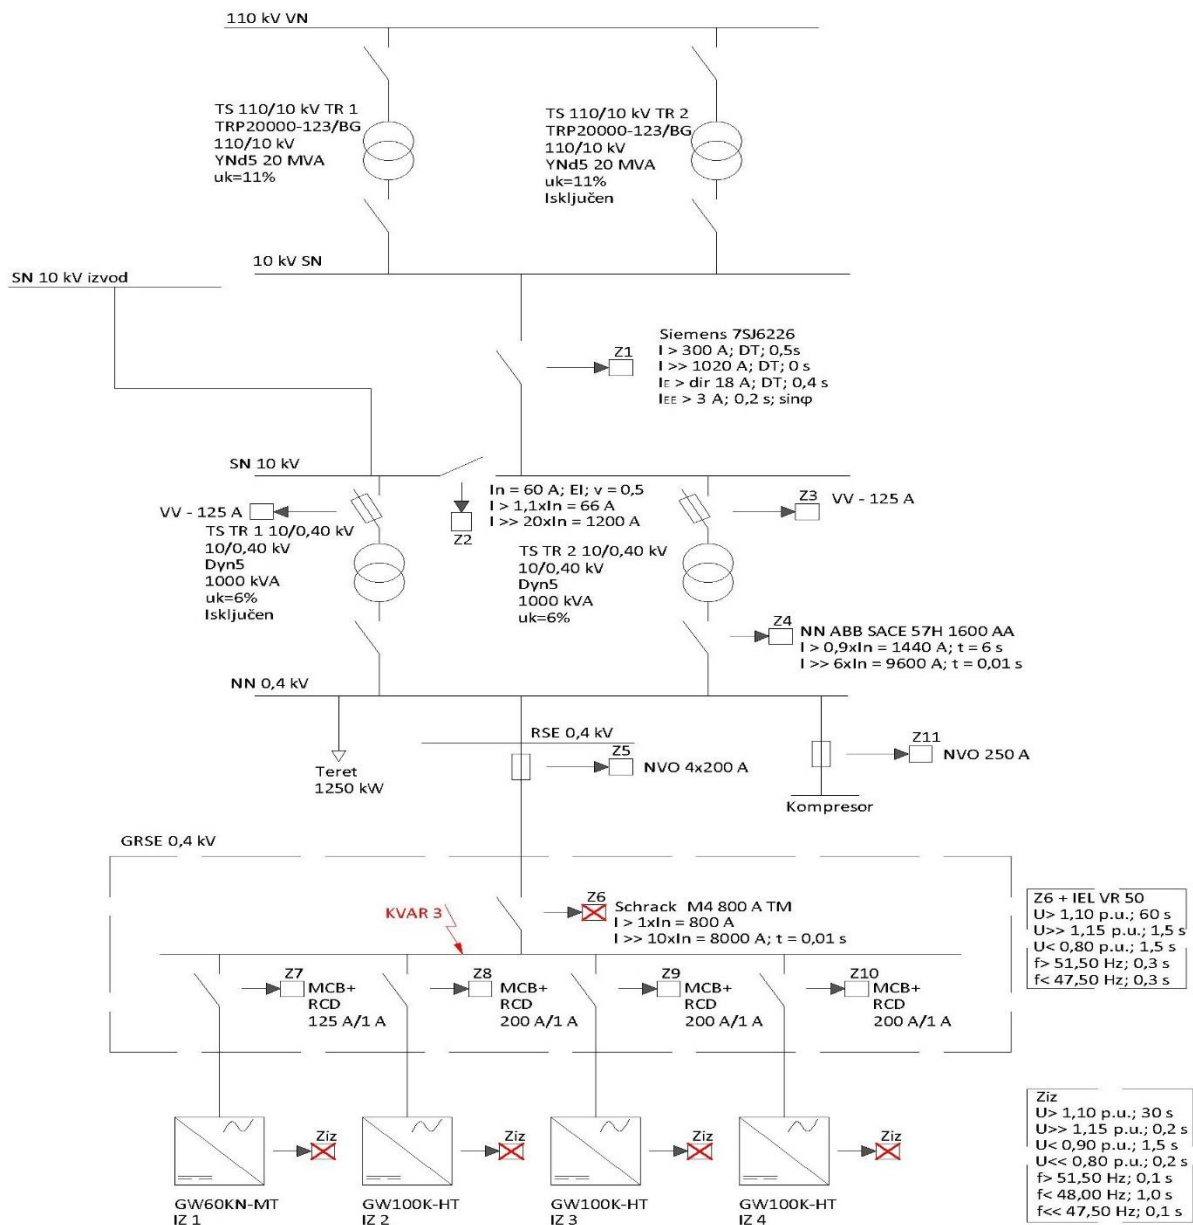 110 kV VN
TS 110/10 kV TR 1
TRP20000-123/BG
110/10 kV
YNd5 20 MVA
uk=11%
TS 110/10 kV TR 2
TRP20000-123/BG
110/10 kV
YNd5 20 MVA
uk=11%
Isključen
10 kV SN
SN 10 kV izvod
Z1
Siemens 7SJ6226
I > 300 A; DT; 0,5s
I >> 1020 A; DT; 0 s
IE > dir 18 A; DT; 0,4 s
IEE > 3 A; 0,2 s; sinφ
SN 10 kV
Z2
In = 60 A; EI; v = 0,5
I > 1,1xIn = 66 A
I >> 20xIn = 1200 A
VV - 125 A
TS TR 1 10/0,40 kV
10/0,40 kV
Dyn5
1000 kVA
uk=6%
Isključen
Z3
VV - 125 A
TS TR 2 10/0,40 kV
10/0,40 kV
Dyn5
1000 kVA
uk=6%
Z4
NN ABB SACE 57H 1600 AA
I > 0,9xIn = 1440 A; t = 6 s
I >> 6xIn = 9600 A; t = 0,01 s
NN 0,4 kV
Teret
1250 kW
RSE 0,4 kV
Z5
NVO 4x200 A
Z11
NVO 250 A
Kompresor
GRSE 0,4 kV
KVAR 3
Z6
Schrack M4 800 A TM
I > 1xIn = 800 A
I >> 10xIn = 8000 A; t = 0,01 s
Z6 + IEL VR 50
U> 1,10 p.u.; 60 s
U>> 1,15 p.u.; 1,5 s
U< 0,80 p.u.; 1,5 s
f> 51,50 Hz; 0,3 s
f< 47,50 Hz; 0,3 s
Z7
MCB+
RCD
125 A/1 A
Z8
MCB+
RCD
200 A/1 A
Z9
MCB+
RCD
200 A/1 A
Z10
MCB+
RCD
200 A/1 A
Ziz
Ziz
Ziz
Ziz
GW60KN-MT
IZ 1
GW100K-HT
IZ 2
GW100K-HT
IZ 3
GW100K-HT
IZ 4
Ziz
U> 1,10 p.u.; 30 s
U>> 1,15 p.u.; 0,2 s
U< 0,90 p.u.; 1,5 s
U<< 0,80 p.u.; 0,2 s
f> 51,50 Hz; 0,1 s
f< 48,00 Hz; 1,0 s
f<< 47,50 Hz; 0,1 s